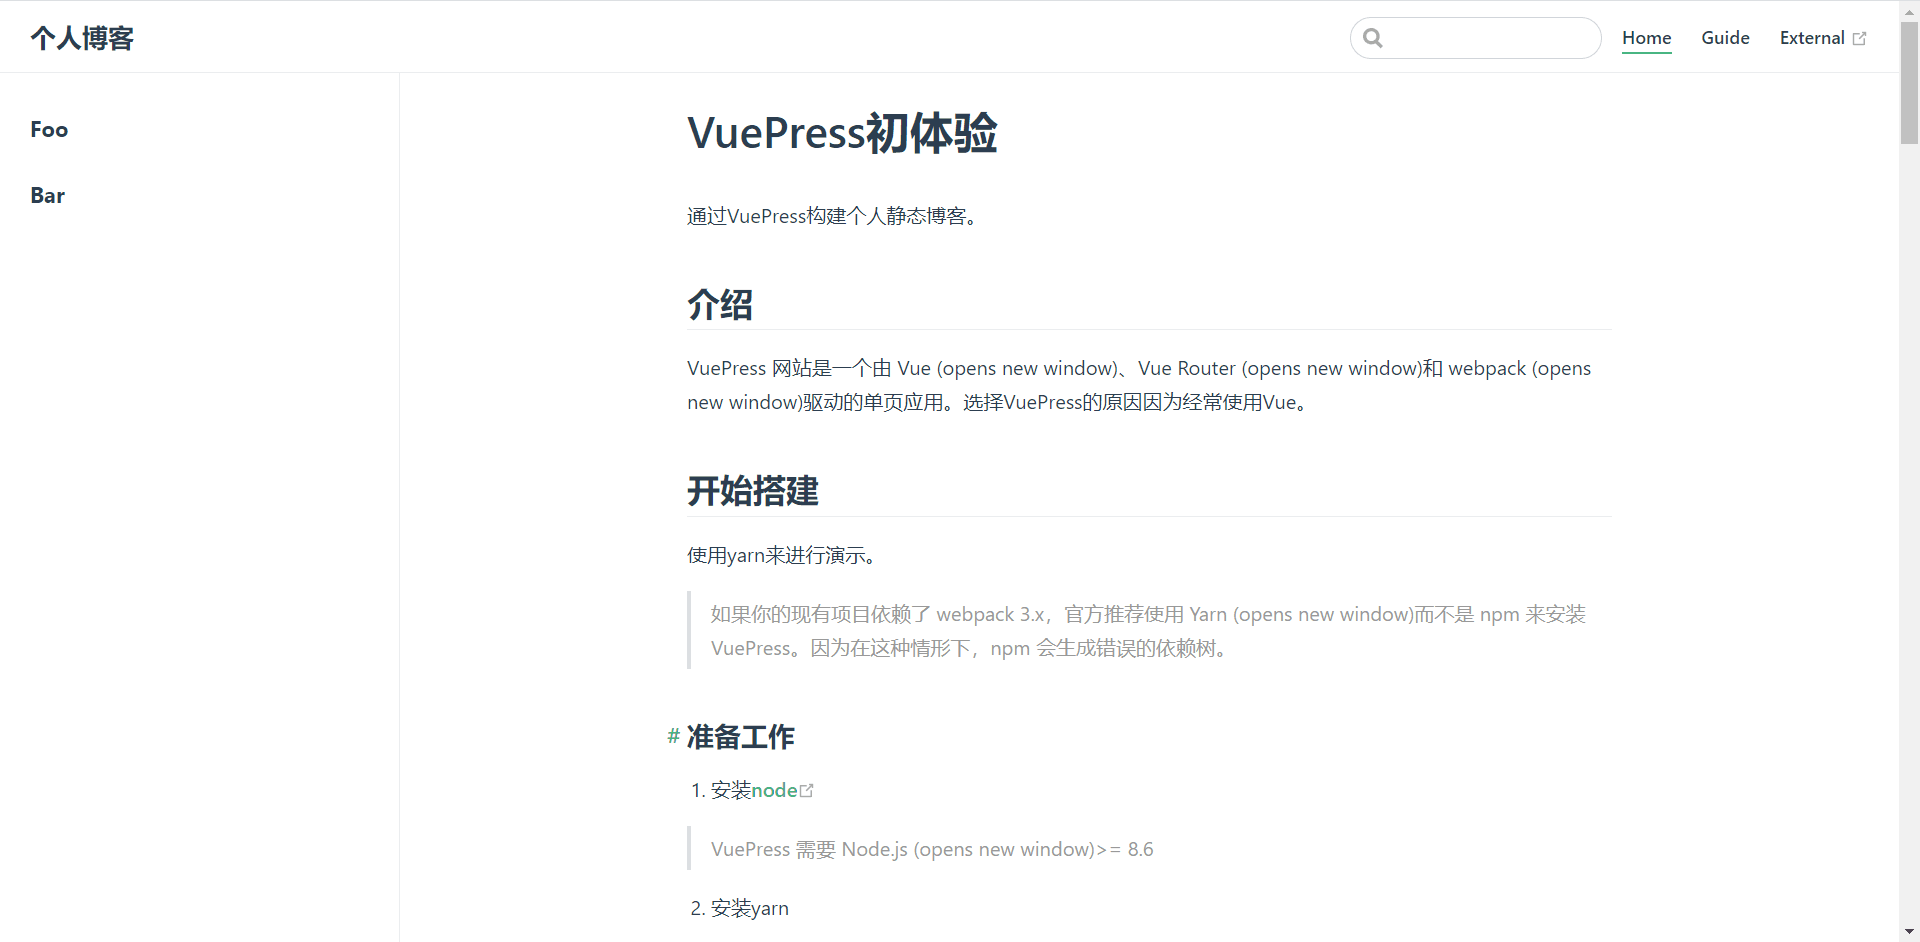 个人博客
Home Guide External
Foo
Bar
VuePress初体验
通过VuePress构建个人静态博客。
介绍
VuePress 网站是一个由 Vue (opens new window)、Vue Router (opens new window)和 webpack (opens
new window)驱动的单页应用。选择VuePress的原因因为经常使用Vue。
开始搭建
使用yarn来进行演示。
如果你的现有项目依赖了 webpack 3.x，官方推荐使用 Yarn (opens new window)而不是 npm 来安装
VuePress。因为在这种情形下，npm 会生成错误的依赖树。
# 准备工作
1. 安装node
VuePress 需要 Node.js (opens new window)>= 8.6
2. 安装yarn